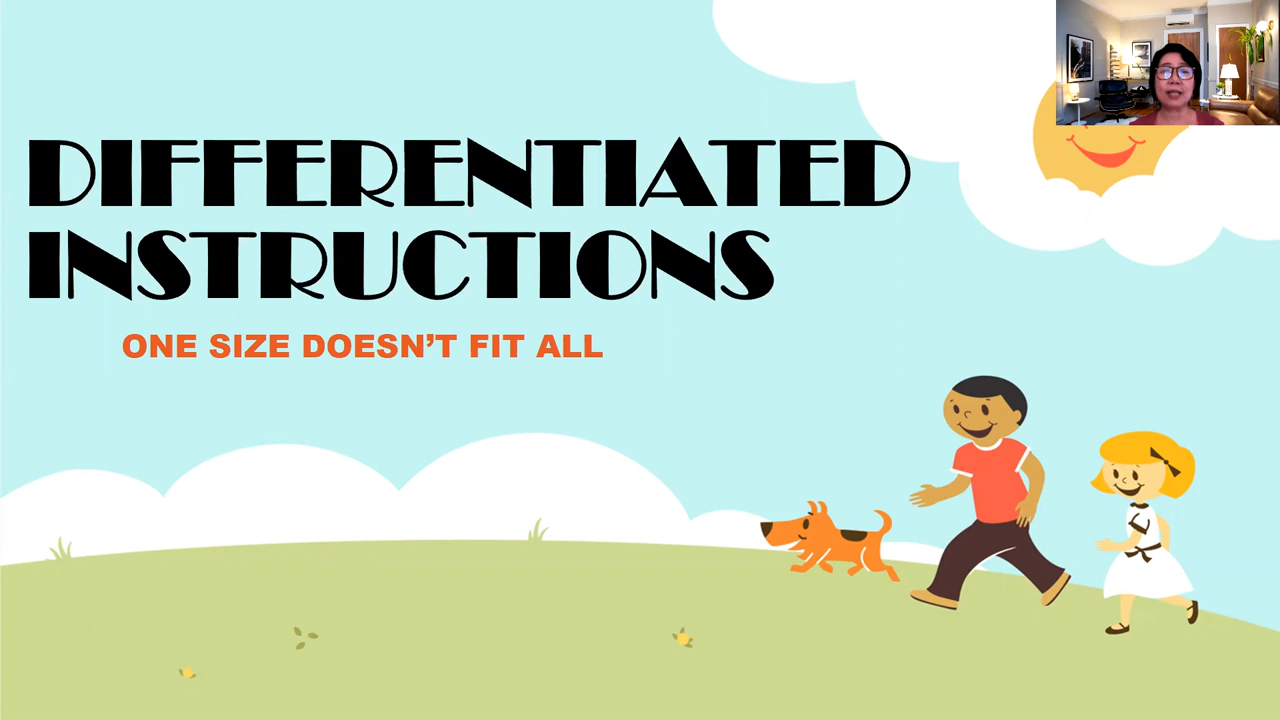 DIFFERENTIATED
INSTRUCTIONS
ONE SIZE DOESN’T FIT ALL